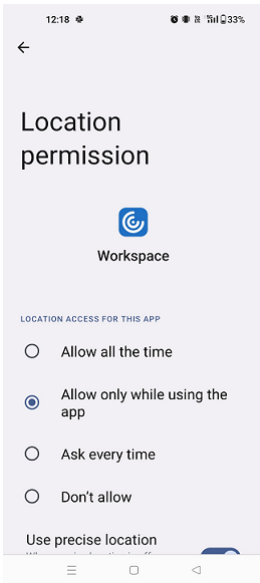 12:18 33%
Location
permission
Workspace
LOCATION ACCESS FOR THIS APP
Allow all the time
Allow only while using the
app
Ask every time
Don't allow
Use precise location